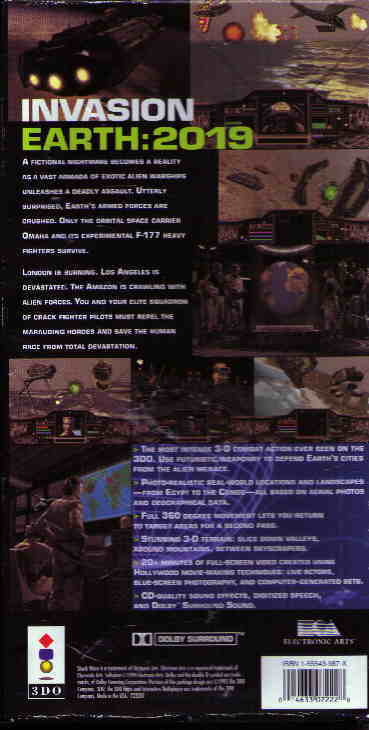 INVASION
EARTH: 2019
A FICTIONAL NIGHTMARE BECOMES A REALITY
AS A VAST ARMADA OF EXOTIC ALIEN WARSHIPS
UNLEASHES A DEADLY ASSAULT. UTTERLY
SURPRISED, EARTH'S ARMED FORCES ARE
CRUSHED. ONLY THE ORBITAL SPACE CARRIER
OMAHA AND ITS EXPERIMENTAL F-177 HEAVY
FIGHTERS SURVIVE.
LONDON IS BURNING. LOS ANGELES IS
DEVASTATED. THE AMAZON IS CRAWLING WITH
ALIEN FORCES. YOU AND YOUR ELITE SQUADRON
OF CRACK FIGHTER PILOTS MUST REPEL THE
MARAUDING HORDES AND SAVE THE HUMAN
RACE FROM TOTAL DEVASTATION.
> THE MOST INTENSE 3-D COMBAT ACTION EVER SEEN ON THE
3DO. USE FUTURISTIC WEAPONRY TO DEFEND EARTH'S CITIES
FROM THE ALIEN MENACE.
> PHOTO-REALISTIC REAL-WORLD LOCATIONS AND LANDSCAPES
—FROM EGYPT TO THE CONGO—ALL BASED ON AERIAL PHOTOS
AND GEOGRAPHICAL DATA.
> FULL 360 DEGREE MOVEMENT LETS YOU RETURN
TO TARGET AREAS FOR A SECOND PASS.
> STUNNING 3-D TERRAIN: SLICE DOWN VALLEYS,
AROUND MOUNTAINS, BETWEEN SKYSCRAPERS.
> 20+ MINUTES OF FULL-SCREEN VIDEO CREATED USING
HOLLYWOOD MOVIE-MAKING TECHNIQUES: LIVE ACTORS,
BLUE-SCREEN PHOTOGRAPHY, AND COMPUTER-GENERATED SETS.
> CD-QUALITY SOUND EFFECTS, DIGITIZED SPEECH,
AND DOLBY SURROUND SOUND.
3DO
DOLBY SURROUND
ELECTRONIC ARTS